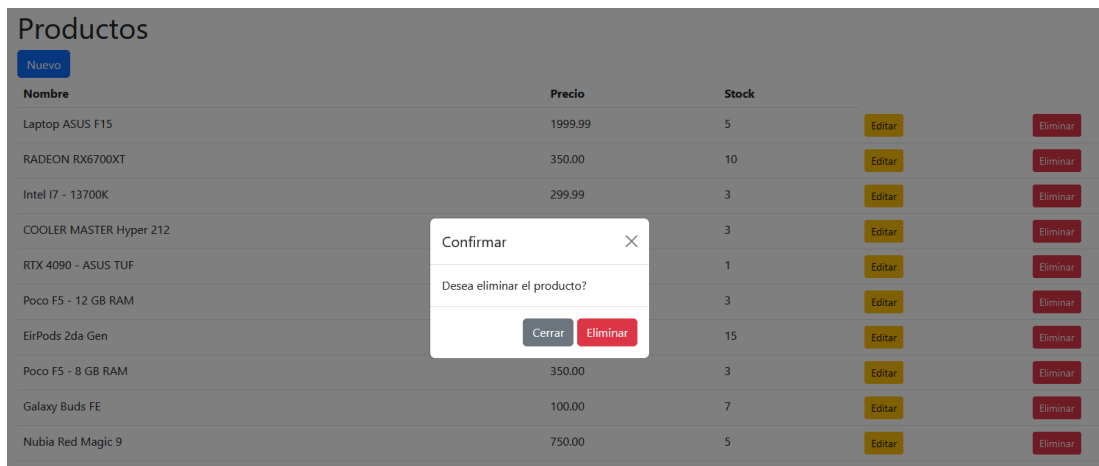 Productos
Nuevo
Nombre Precio Stock
Laptop ASUS F15 1999.99 5 Editar Eliminar
RADEON RX6700XT 350.00 10 Editar Eliminar
Intel I7 - 13700K 299.99 3 Editar Eliminar
COOLER MASTER Hyper 212 3 Editar Eliminar
RTX 4090 - ASUS TUF 1 Editar Eliminar
Poco F5 - 12 GB RAM 3 Editar Eliminar
EirPods 2da Gen 15 Editar Eliminar
Poco F5 - 8 GB RAM 350.00 3 Editar Eliminar
Galaxy Buds FE 100.00 7 Editar Eliminar
Nubia Red Magic 9 750.00 5 Editar Eliminar
Confirmar
Desea eliminar el producto?
Cerrar Eliminar